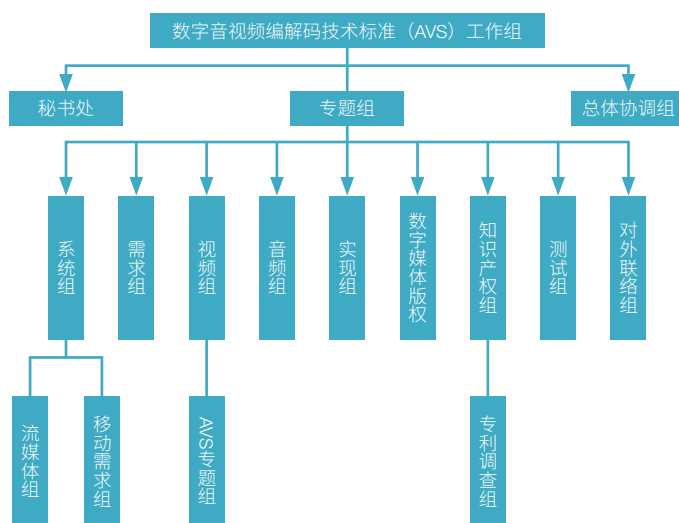 数字音视频编解码技术标准（AVS）工作组
秘书处
专题组
总体协调组
系统组
需求组
视频组
音频组
实现组
数字媒体版权
知识产权组
测试组
对外联络组
流媒体组
移动需求组
AVS专题组
专利调查组